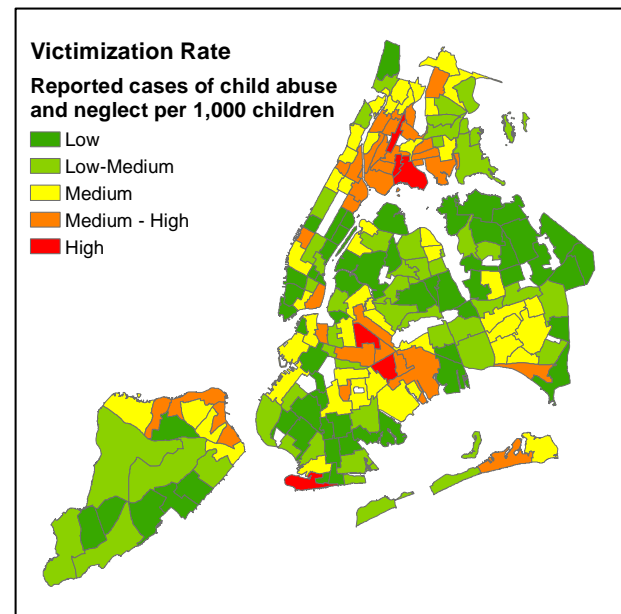 Victimization Rate
Reported cases of child abuse
and neglect per 1,000 children
Low
Low-Medium
Medium
Medium - High
High